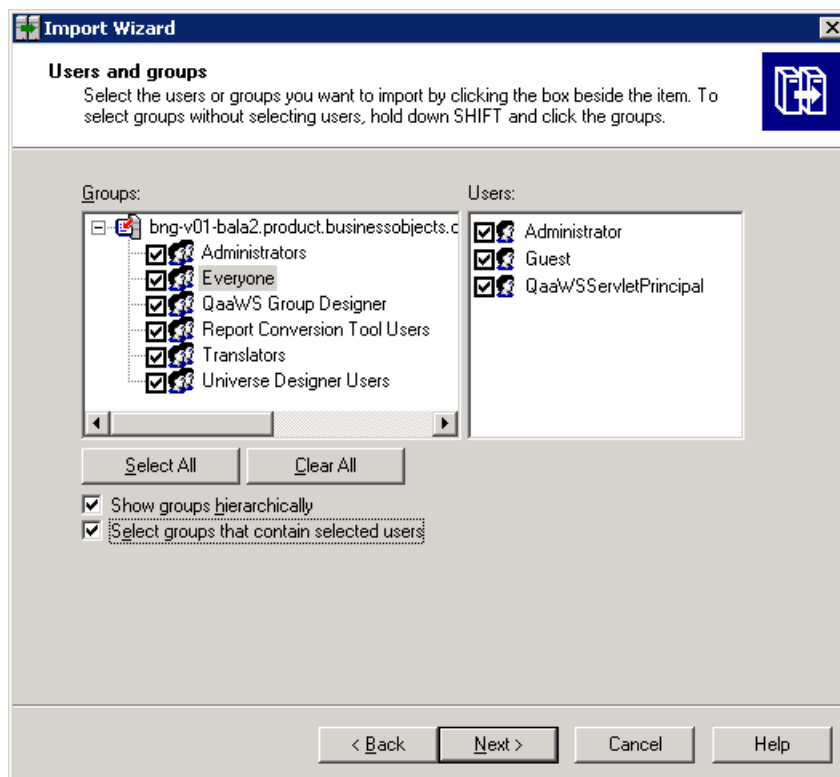 Import Wizard
Users and groups
Select the users or groups you want to import by clicking the box beside the item. To
select groups without selecting users, hold down SHIFT and click the groups.
Groups:
Users:
bng-v01-bala2.product.businessobjects.c
Administrators
Everyone
QaaWS Group Designer
Report Conversion Tool Users
Translators
Universe Designer Users
Administrator
Guest
QaaWSServletPrincipal
Select All
Clear All
Show groups hierarchically
Select groups that contain selected users
< Back
Next >
Cancel
Help